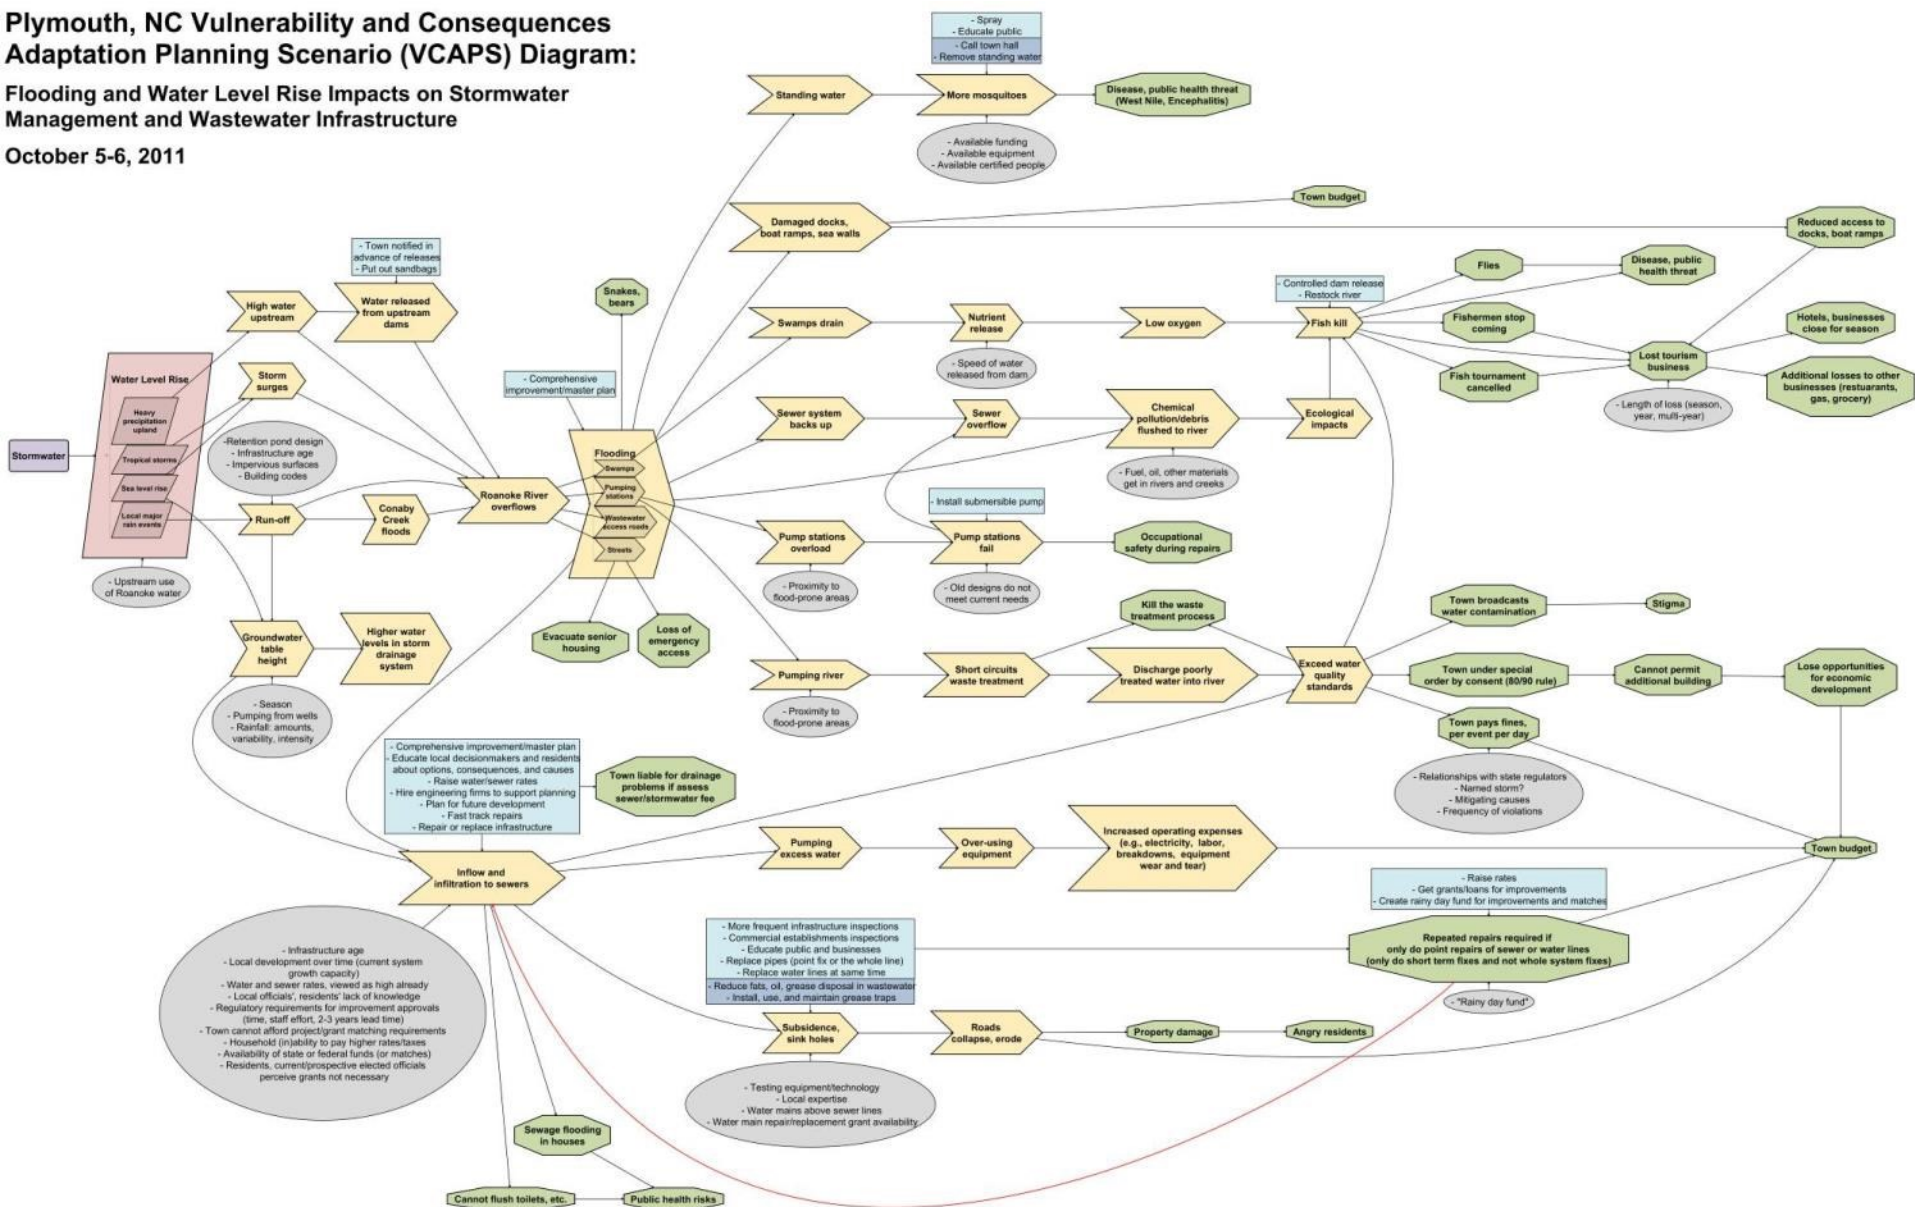 Plymouth, NC Vulnerability and Consequences
Adaptation Planning Scenario (VCAPS) Diagram:
Flooding and Water Level Rise Impacts on Stormwater
Management and Wastewater Infrastructure
October 5-6, 2011
- Spray
- Educate public
- Call town hall
- Remove standing water
Standing water
More mosquitoes
Disease, public health threat
(West Nile, Encephalitis)
- Available funding
- Available equipment
- Available certified people
Damaged docks,
boat ramps, sea walls
Town budget
Reduced access to
docks, boat ramps
- Town notified in
advance of releases
- Put out sandbags
High water
upstream
Water released
from upstream
dams
Snakes,
bears
Swamps drain
Nutrient
release
- Speed of water
released from dam
Low oxygen
- Controlled dam release
- Restock river
Fish kill
Flies
Disease, public
health threat
Fishermen stop
coming
Fish tournament
cancelled
Lost tourism
business
Hotels, businesses
close for season
Additional losses to other
businesses (restuarants,
gas, grocery)
- Length of loss (season,
year, multi-year)
Stormwater
Water Level Rise
Heavy
precipitation
upland
Tropical storms
Sea level rise
Local major
rain events
- Upstream use
of Roanoke water
Storm
surges
-Retention pond design
- Infrastructure age
- Impervious surfaces
- Building codes
Run-off
Conaby
Creek
floods
Roanoke River
overflows
- Comprehensive
improvement/master plan
Flooding
Swamps
Pumping
stations
Wastewater
access roads
Streets
Evacuate senior
housing
Loss of
emergency
access
Sewer system
backs up
Sewer
overflow
Chemical
pollution/debris
flushed to river
- Fuel, oil, other materials
get in rivers and creeks
Ecological
impacts
Pump stations
overload
- Proximity to
flood-prone areas
- Install submersible pump
Pump stations
fail
- Old designs do not
meet current needs
Occupational
safety during repairs
Groundwater
table
height
Higher water
levels in storm
drainage
system
- Season
- Pumping from wells
- Rainfall: amounts,
variability, intensity
Pumping river
- Proximity to
flood-prone areas
Short circuits
waste treatment
Kill the waste
treatment process
Discharge poorly
treated water into river
Exceed water
quality
standards
Town broadcasts
water contamination
Stigma
Town under special
order by consent (80/90 rule)
Cannot permit
additional building
Lose opportunities
for economic
development
Town pays fines,
per event per day
- Relationships with state regulators
- Named storm?
- Mitigating causes
- Frequency of violations
- Comprehensive improvement/master plan
- Educate local decisionmakers and residents
about options, consequences, and causes
- Raise water/sewer rates
- Hire engineering firms to support planning
- Plan for future development
- Fast track repairs
- Repair or replace infrastructure
Town liable for drainage
problems if assess
sewer/stormwater fee
Inflow and
infiltration to sewers
Pumping
excess water
Over-using
equipment
Increased operating expenses
(e.g., electricity, labor,
breakdowns, equipment
wear and tear)
Town budget
- Raise rates
- Get grants/loans for improvements
- Create rainy day fund for improvements and matches
Repeated repairs required if
only do point repairs of sewer or water lines
(only do short term fixes and not whole system fixes)
- "Rainy day fund"
- Infrastructure age
- Local development over time (current system
growth capacity)
- Water and sewer rates, viewed as high already
- Local officials', residents' lack of knowledge
- Regulatory requirements for improvement approvals
(time, staff effort, 2-3 years lead time)
- Town cannot afford project/grant matching requirements
- Household (in)ability to pay higher rates/taxes
- Availability of state or federal funds (or matches)
- Residents, current/prospective elected officials
perceive grants not necessary
- More frequent infrastructure inspections
- Commercial establishments inspections
- Educate public and businesses
- Replace pipes (point fix or the whole line)
- Replace water lines at same time
- Reduce fats, oil, grease disposal in wastewater
- Install, use, and maintain grease traps
Subsidence,
sink holes
Roads
collapse, erode
Property damage
Angry residents
- Testing equipment/technology
- Local expertise
- Water mains above sewer lines
- Water main repair/replacement grant availability
Sewage flooding
in houses
Cannot flush toilets, etc.
Public health risks